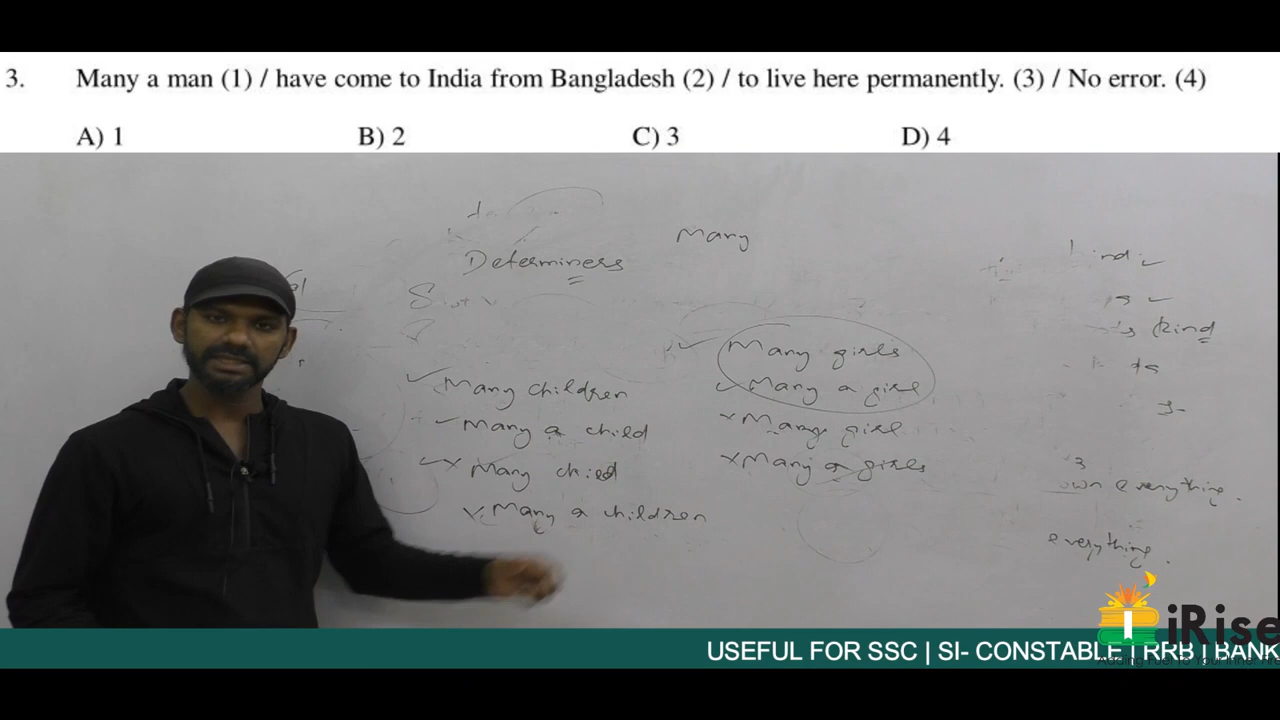 3. Many a man (1) / have come to India from Bangladesh (2) / to live here permanently. (3) / No error. (4)
A) 1 B) 2 C) 3 D) 4
Many
Determiners
Many girls
Many a girl
Many girl
Many a girls
Many children
Many a child
Many child
Many a children
kind
own everything.
everything.
iRise
USEFUL FOR SSC | SI- CONSTABLE | RRB | BANK